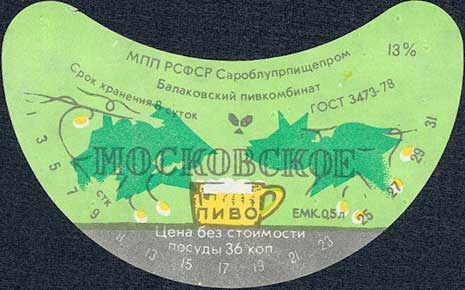 МПП РСФСР Сароблупрпищепром
13%
Балаковский пивкомбинат
Срок хранения 8 суток
ГОСТ 3473-78
МОСКОВСКОЕ
ПИВО
ЕМК. 0,5л
Цена без стоимости
посуды 36 коп.
1 3 5 7 9 11 13 15 17 19 21 23 25 27 29 31